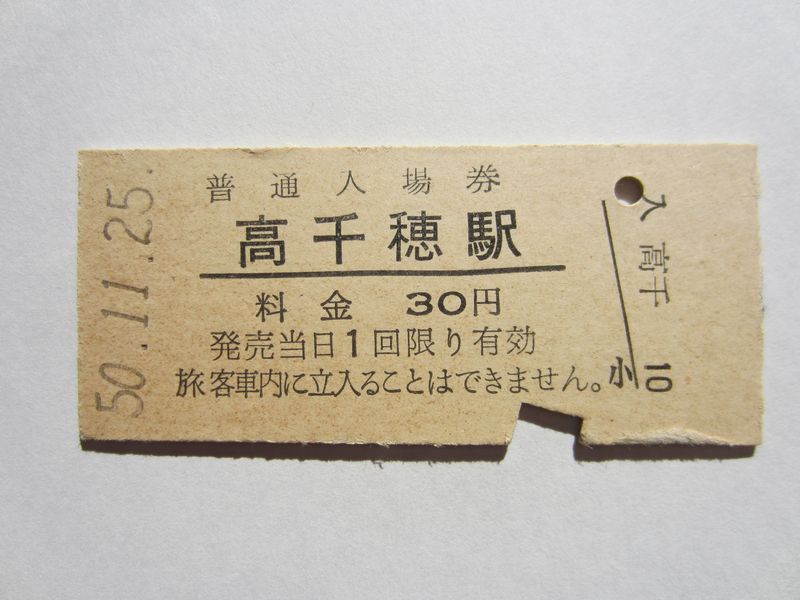 普通入場券
高千穂駅
料金 30円
発売当日1回限り有効
旅客車内に立入ることはできません。
50.11.25.
入 高千
小 10